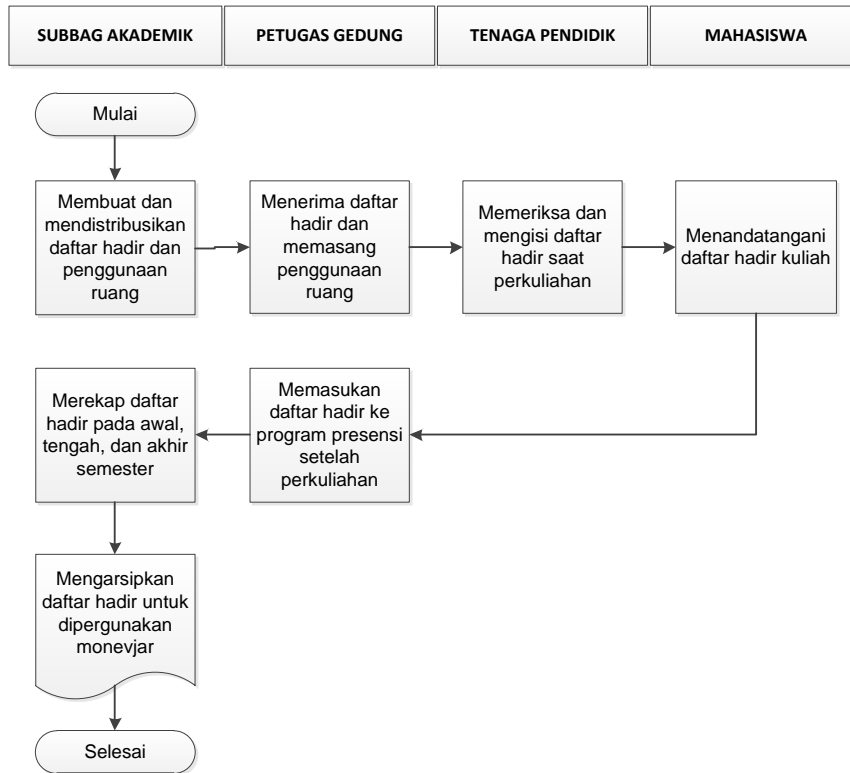 SUBBAG AKADEMIK
PETUGAS GEDUNG
TENAGA PENDIDIK
MAHASISWA
Mulai
Membuat dan
mendistribusikan
daftar hadir dan
penggunaan
ruang
Menerima daftar
hadir dan
memasang
penggunaan
ruang
Memeriksa dan
mengisi daftar
hadir saat
perkuliahan
Menandatangani
daftar hadir kuliah
Memasukan
daftar hadir ke
program presensi
setelah
perkuliahan
Merekap daftar
hadir pada awal,
tengah, dan akhir
semester
Mengarsipkan
daftar hadir untuk
dipergunakan
monevjar
Selesai